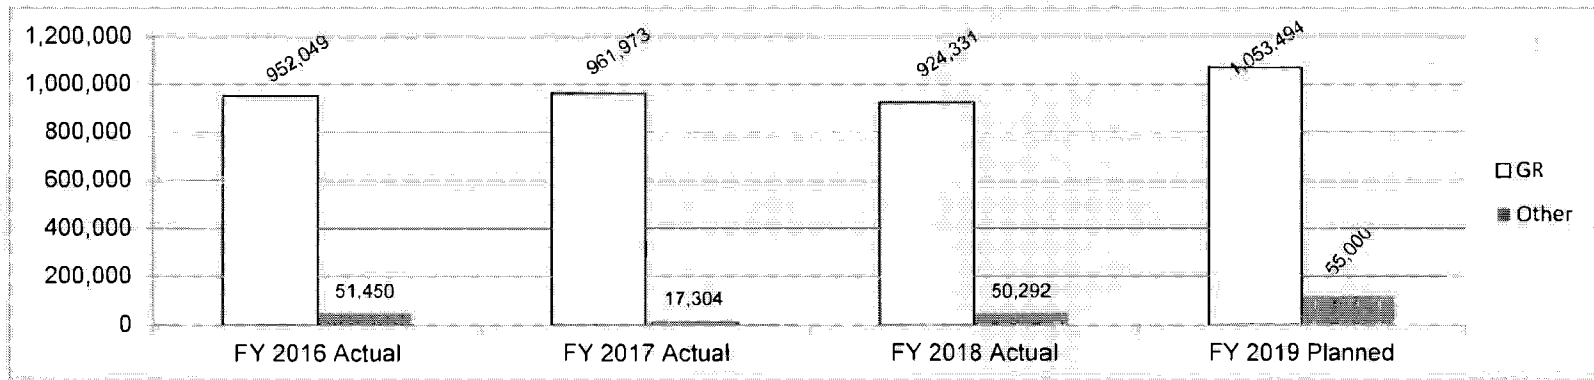 1,200,000
1,000,000
800,000
600,000
400,000
200,000
0
952,049
51,450
961,973
17,304
924,331
50,292
1,053,494
55,000
FY 2016 Actual
FY 2017 Actual
FY 2018 Actual
FY 2019 Planned
GR
Other